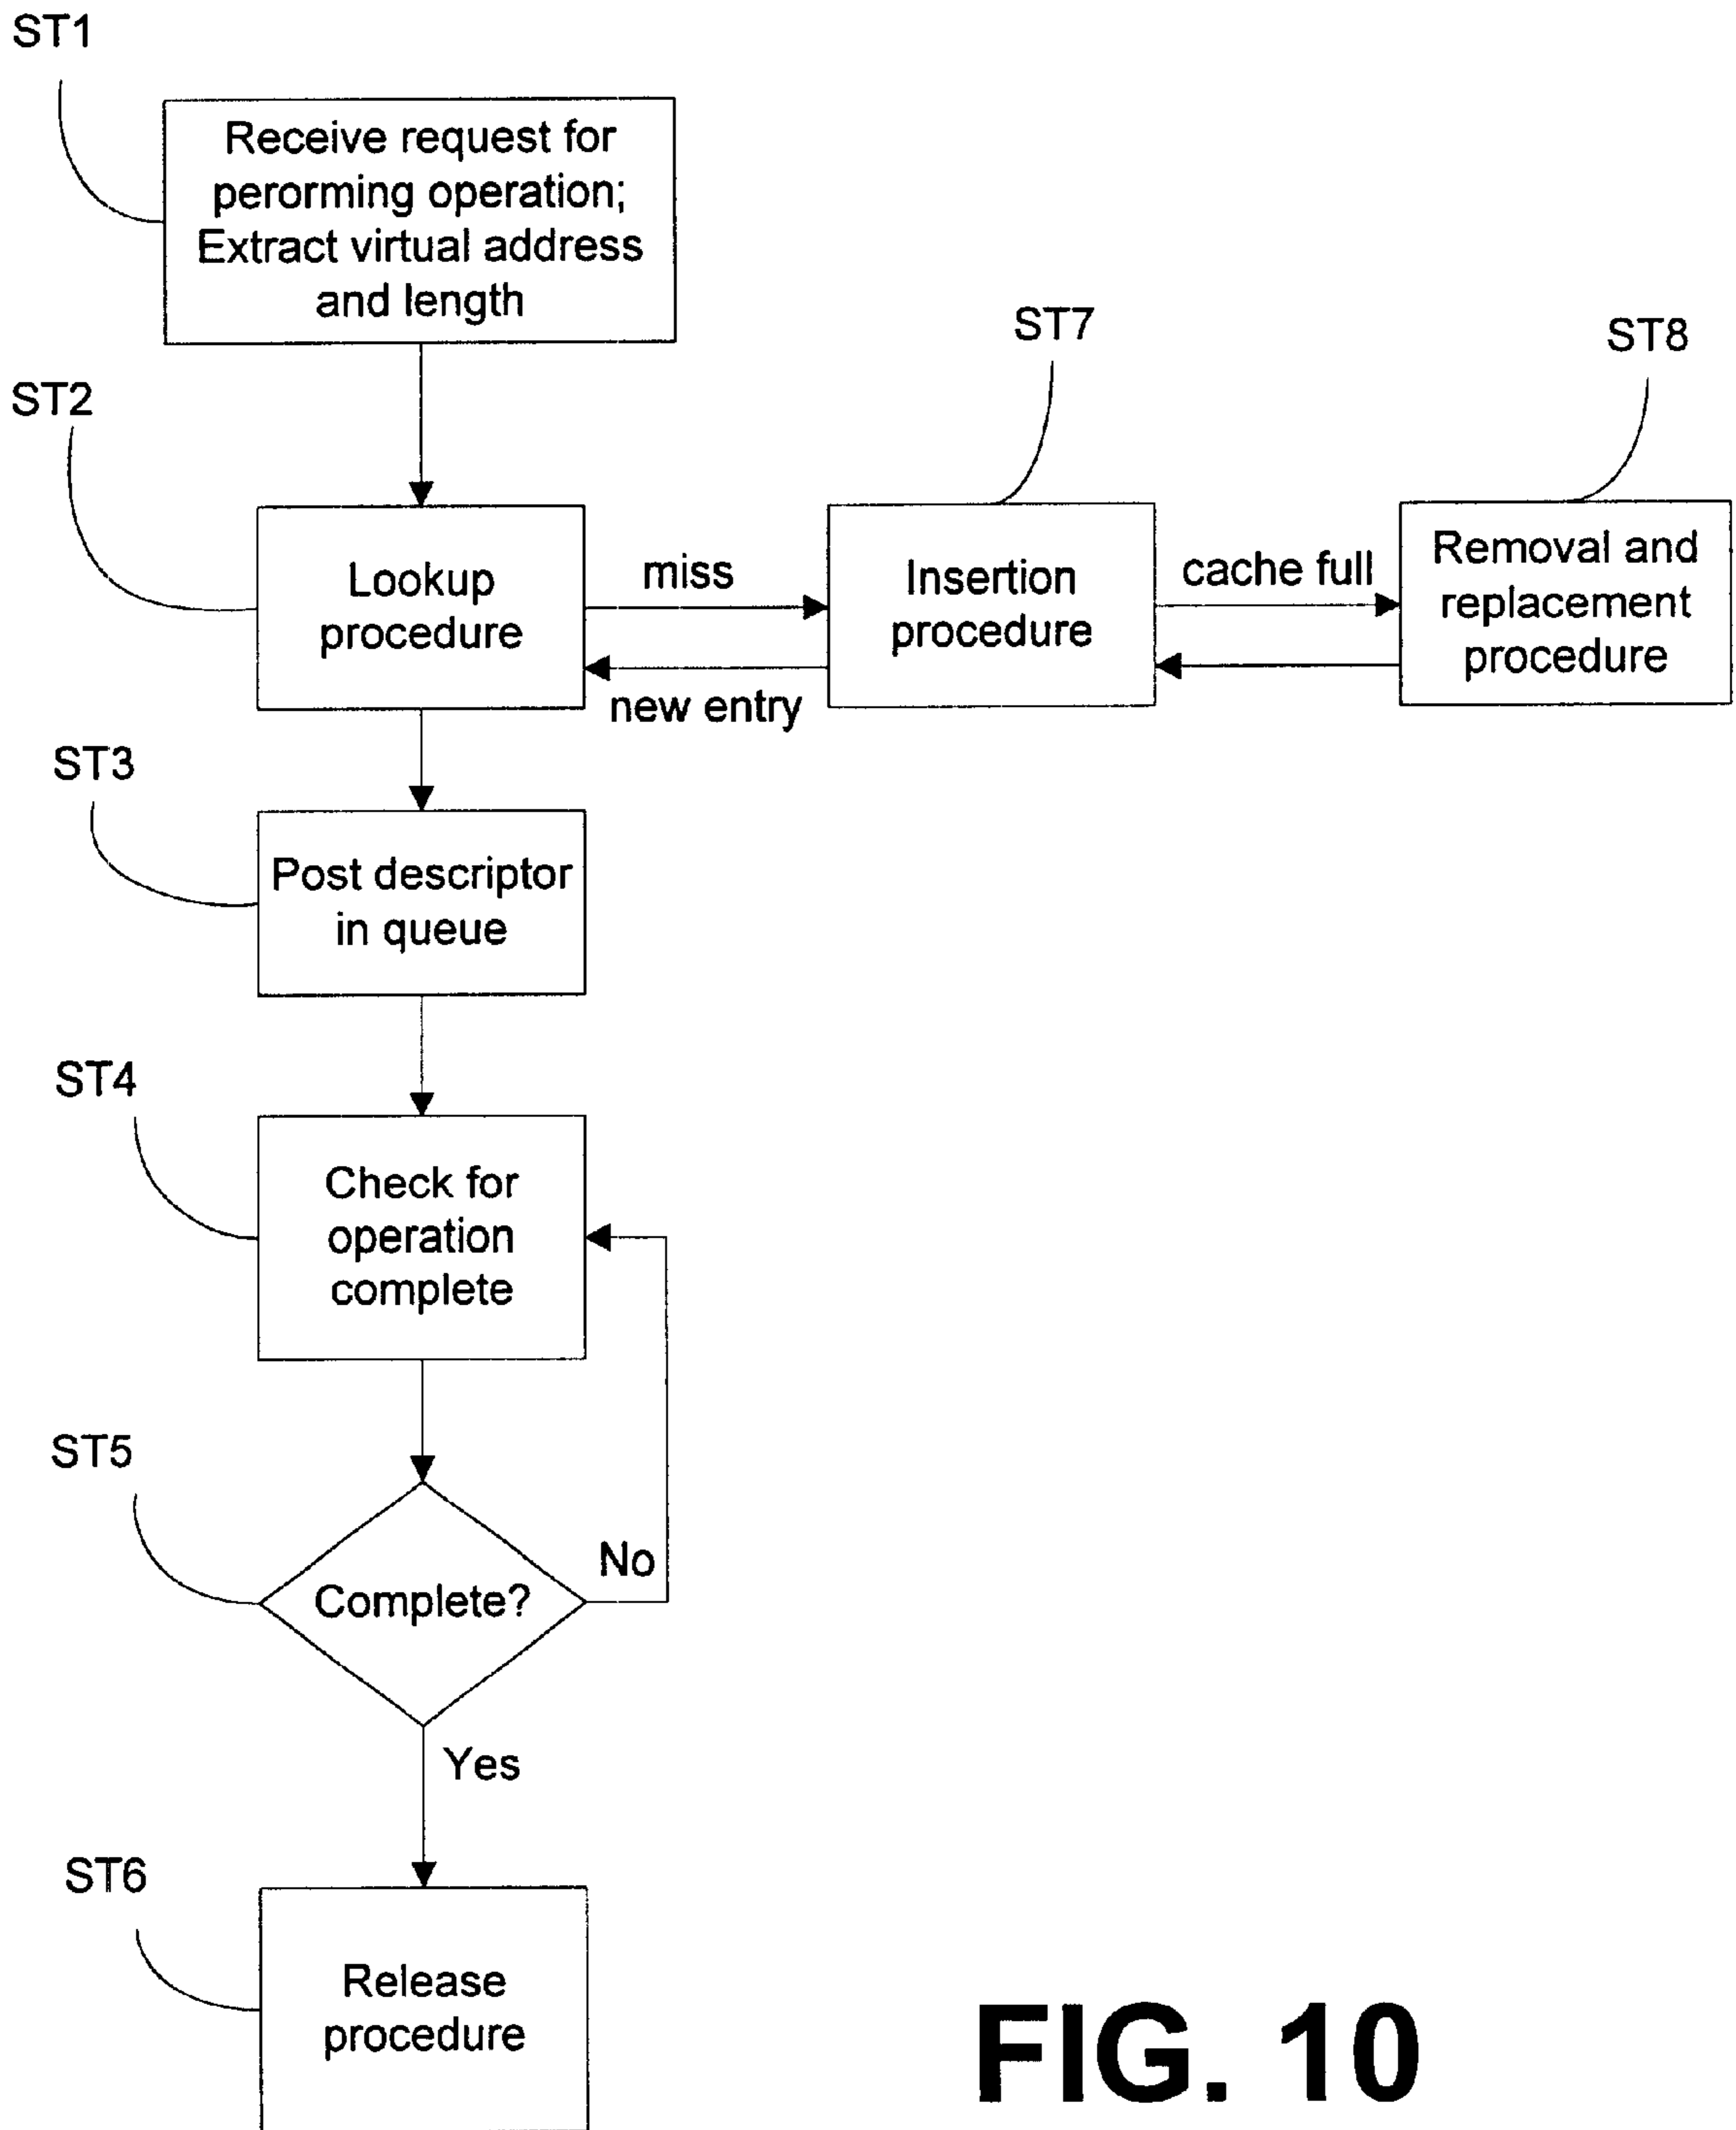 ST1
Receive request for
perorming operation;
Extract virtual address
and length
ST7
ST8
ST2
Lookup
procedure
miss
new entry
Insertion
procedure
cache full
Removal and
replacement
procedure
ST3
Post descriptor
in queue
ST4
Check for
operation
complete
ST5
Complete?
No
Yes
ST6
Release
procedure
FIG. 10